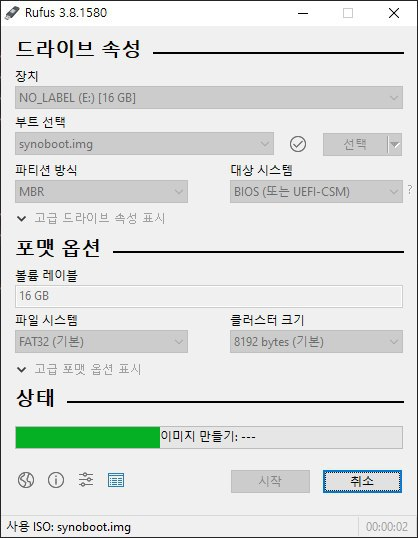 Rufus 3.8.1580
드라이브 속성
장치
NO_LABEL (E:) [16 GB]
부트 선택
synoboot.img
선택
파티션 방식 대상 시스템
MBR BIOS (또는 UEFI-CSM) ?
고급 드라이브 속성 표시
포맷 옵션
볼륨 레이블
16 GB
파일 시스템 클러스터 크기
FAT32 (기본) 8192 bytes (기본)
고급 포맷 옵션 표시
상태
이미지 만들기: ---
시작 취소
사용 ISO: synoboot.img 00:00:02